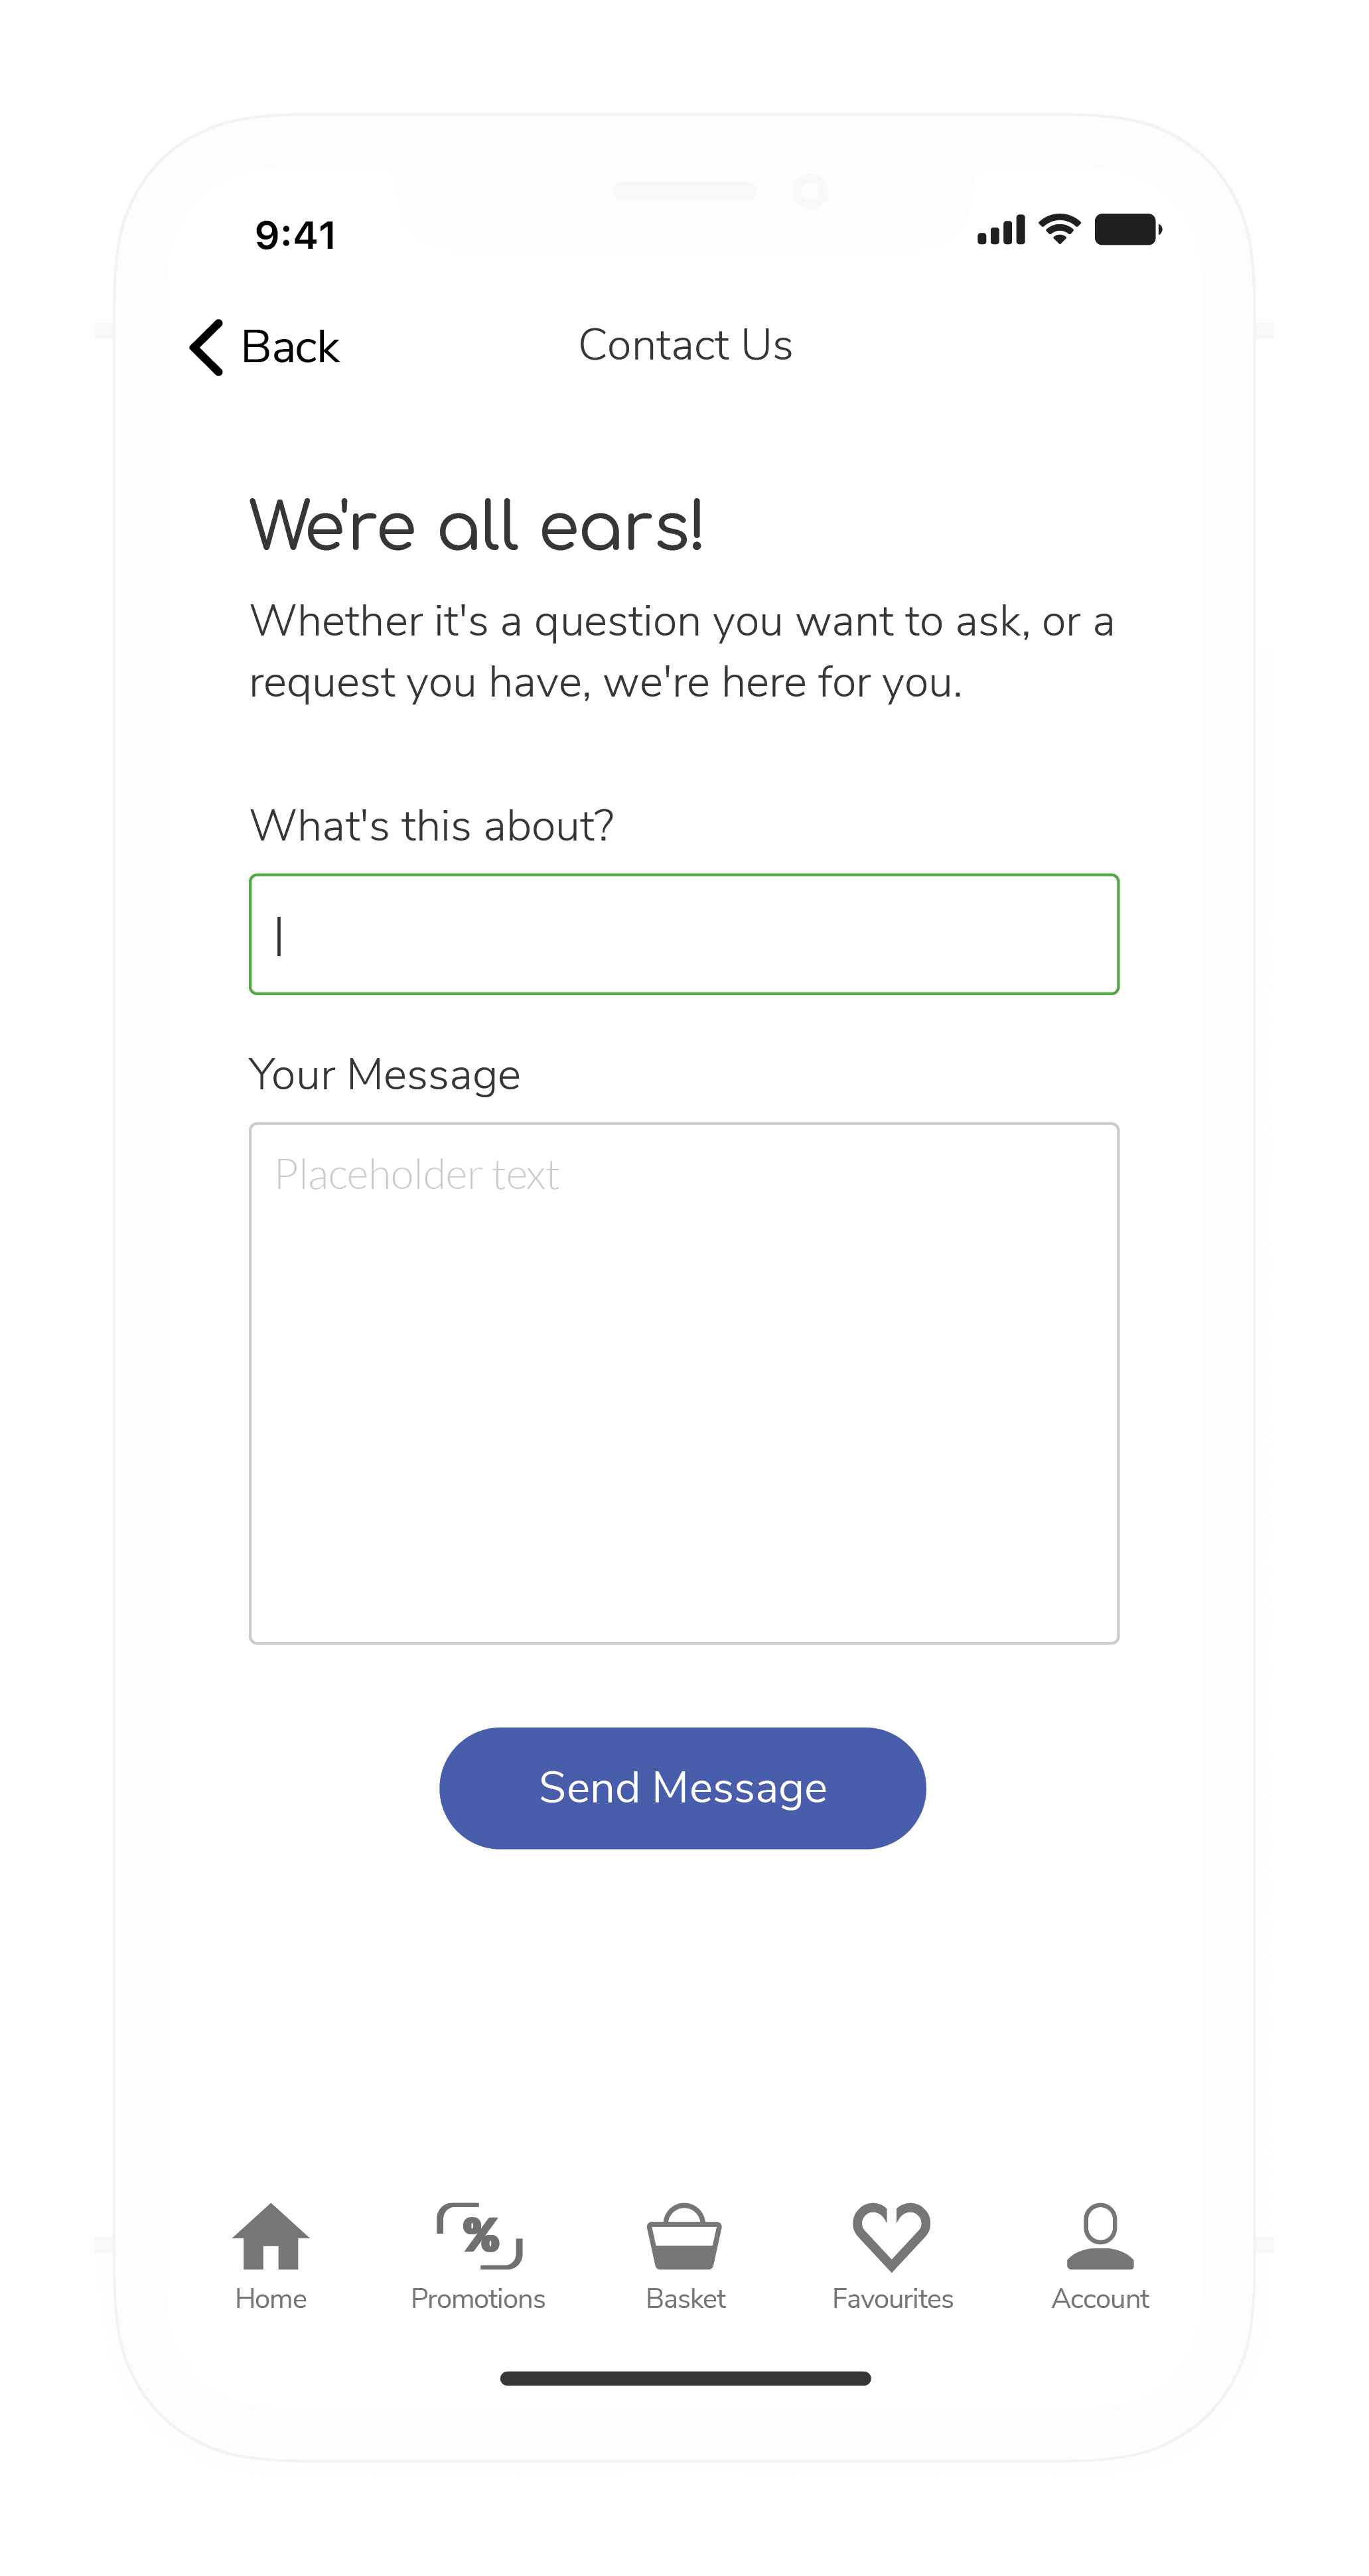 9:41
Back
Contact Us
We're all ears!
Whether it's a question you want to ask, or a
request you have, we're here for you.
What's this about?
Your Message
Placeholder text
Send Message
%
Home
Promotions
Basket
Favourites
Account